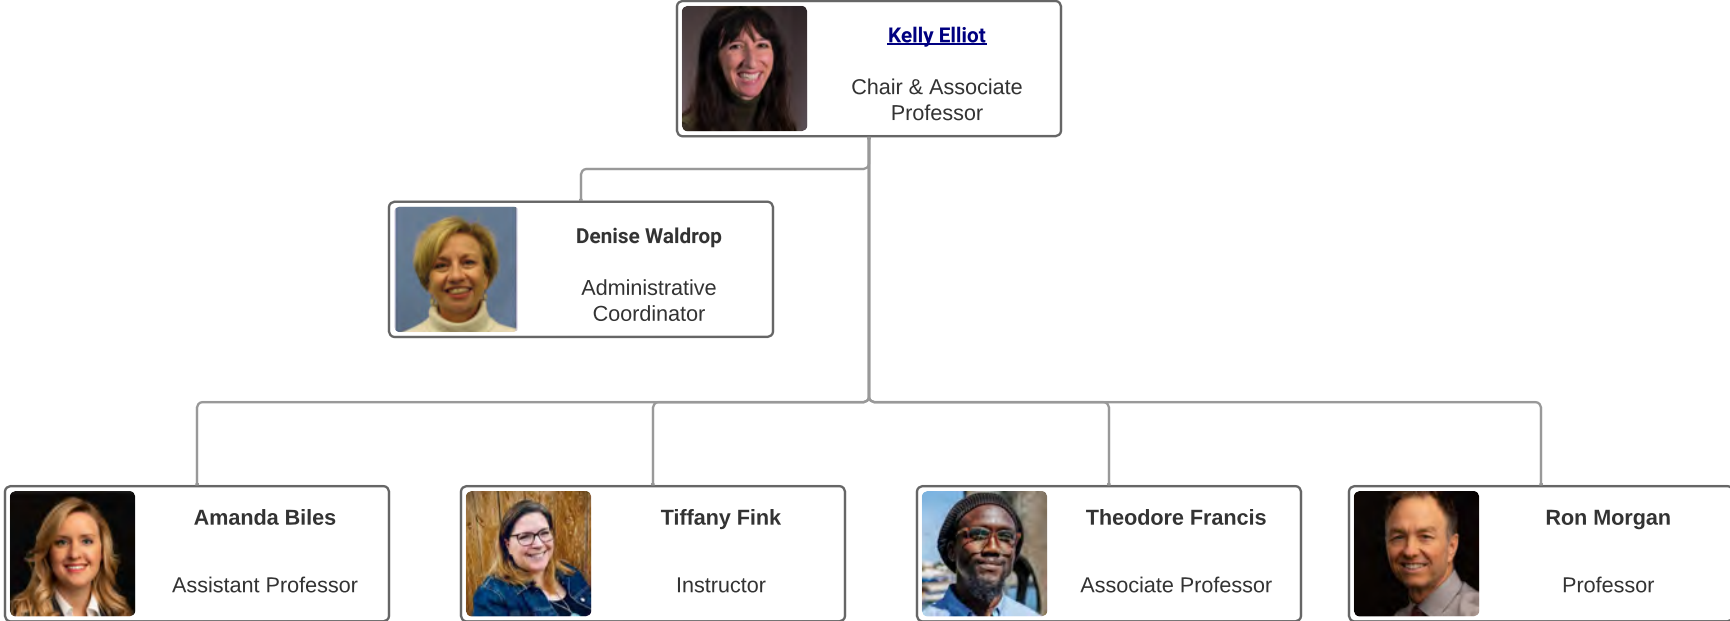 Kelly Elliot
Chair & Associate
Professor
Denise Waldrop
Administrative
Coordinator
Amanda Biles
Assistant Professor
Tiffany Fink
Instructor
Theodore Francis
Associate Professor
Ron Morgan
Professor